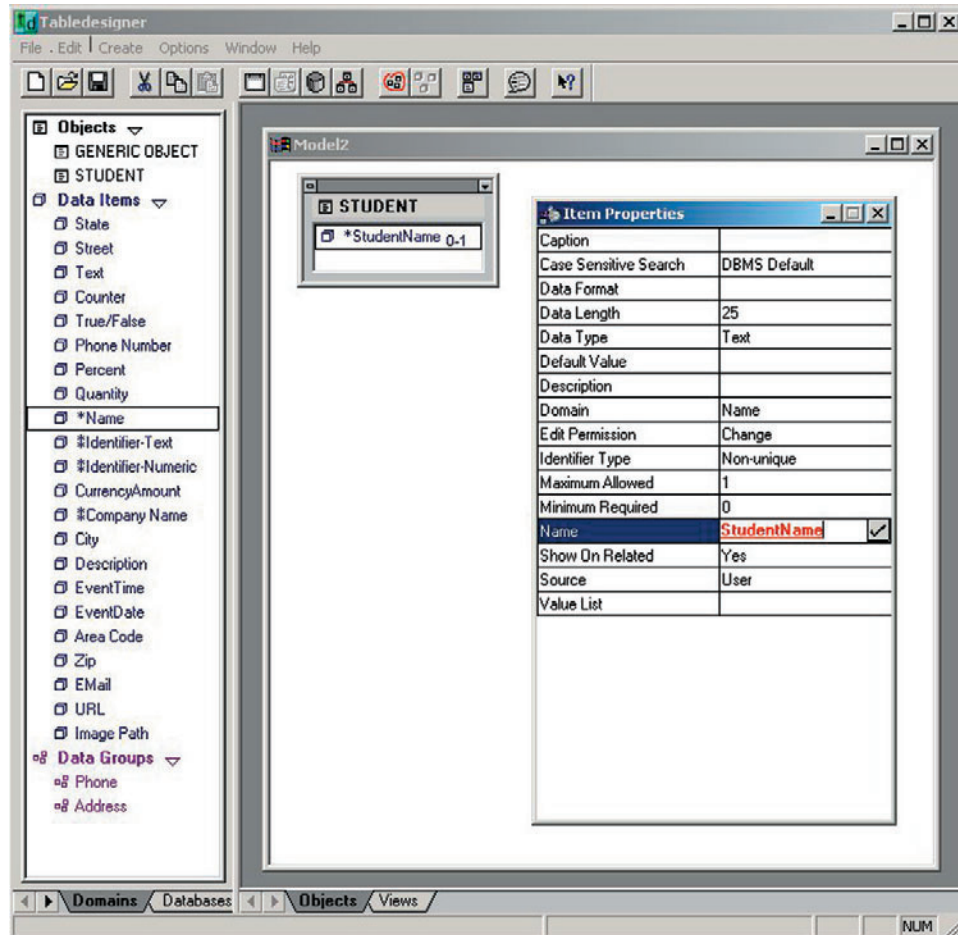 Tabledesigner
File . Edit Create Options Window Help
Objects
GENERIC OBJECT
STUDENT
Data Items
State
Street
Text
Counter
True/False
Phone Number
Percent
Quantity
*Name
‡Identifier-Text
‡Identifier-Numeric
CurrencyAmount
‡Company Name
City
Description
EventTime
EventDate
Area Code
Zip
EMail
URL
Image Path
Data Groups
Phone
Address
Domains Databases
Model2
STUDENT
*StudentName 0-1
Item Properties
Caption
Case Sensitive Search DBMS Default
Data Format
Data Length 25
Data Type Text
Default Value
Description
Domain Name
Edit Permission Change
Identifier Type Non-unique
Maximum Allowed 1
Minimum Required 0
Name StudentName
Show On Related Yes
Source User
Value List
Objects Views
NUM